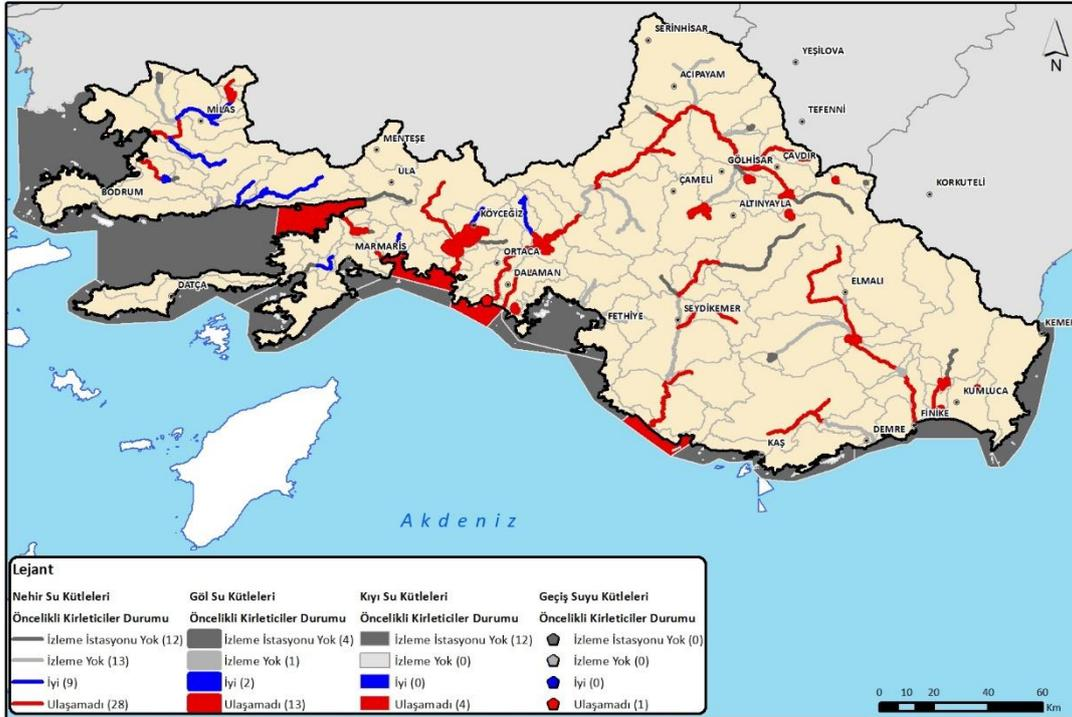 SERİNHİSAR
YEŞİLOVA
N
ACIPAYAM
TEFENNİ
MİLAS
MENTEŞE
GÖLHİSAR
ÇAVDIR
ULA
ÇAMELİ
KORKUTELİ
BODRUM
ALTINYAYLA
KÖYCEĞİZ
MARMARİS
ORTACA
DATÇA
DALAMAN
ELMALI
FETHİYE
SEYDİKEMER
KEMER
KUMLUCA
FİNİKE
DEMRE
KAŞ
Akdeniz
Lejant
Nehir Su Kütleleri
Öncelikli Kirleticiler Durumu
İzleme İstasyonu Yok (12)
İzleme Yok (13)
İyi (9)
Ulaşamadı (28)
Göl Su Kütleleri
Öncelikli Kirleticiler Durumu
İzleme İstasyonu Yok (4)
İzleme Yok (1)
İyi (2)
Ulaşamadı (13)
Kıyı Su Kütleleri
Öncelikli Kirleticiler Durumu
İzleme İstasyonu Yok (12)
İzleme Yok (0)
İyi (0)
Ulaşamadı (4)
Geçiş Suyu Kütleleri
Öncelikli Kirleticiler Durumu
İzleme İstasyonu Yok (0)
İzleme Yok (0)
İyi (0)
Ulaşamadı (1)
0 10 20 40 60
Km